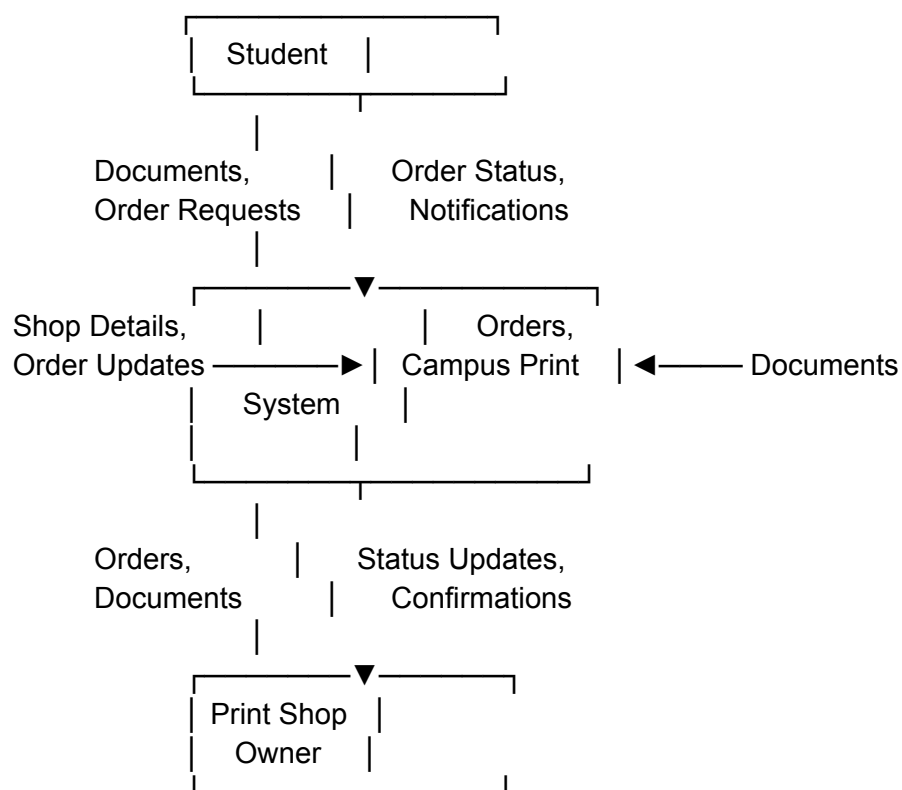 Student
Documents, Order Status,
Order Requests Notifications
Shop Details, Orders,
Order Updates Campus Print Documents
System
Orders, Status Updates,
Documents Confirmations
Print Shop
Owner